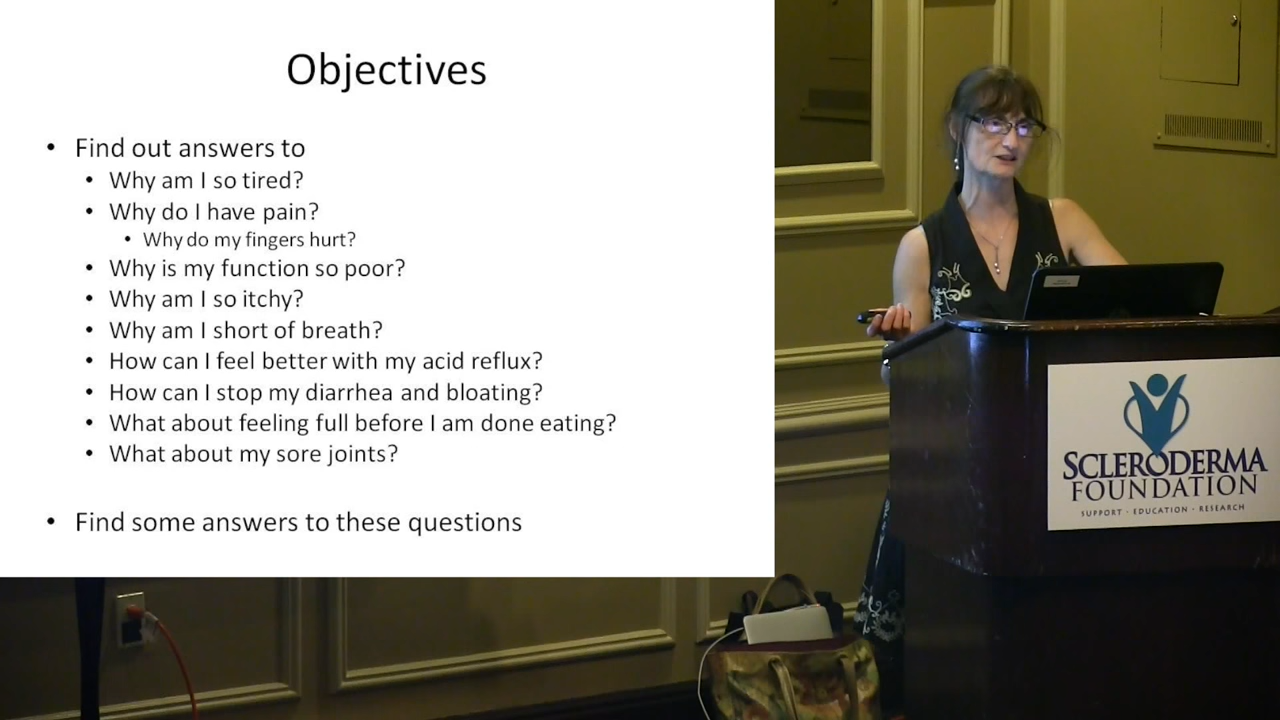 Objectives
• Find out answers to
• Why am I so tired?
• Why do I have pain?
• Why do my fingers hurt?
• Why is my function so poor?
• Why am I so itchy?
• Why am I short of breath?
• How can I feel better with my acid reflux?
• How can I stop my diarrhea and bloating?
• What about feeling full before I am done eating?
• What about my sore joints?
• Find some answers to these questions
SCLERODERMA
FOUNDATION
SUPPORT · EDUCATION · RESEARCH